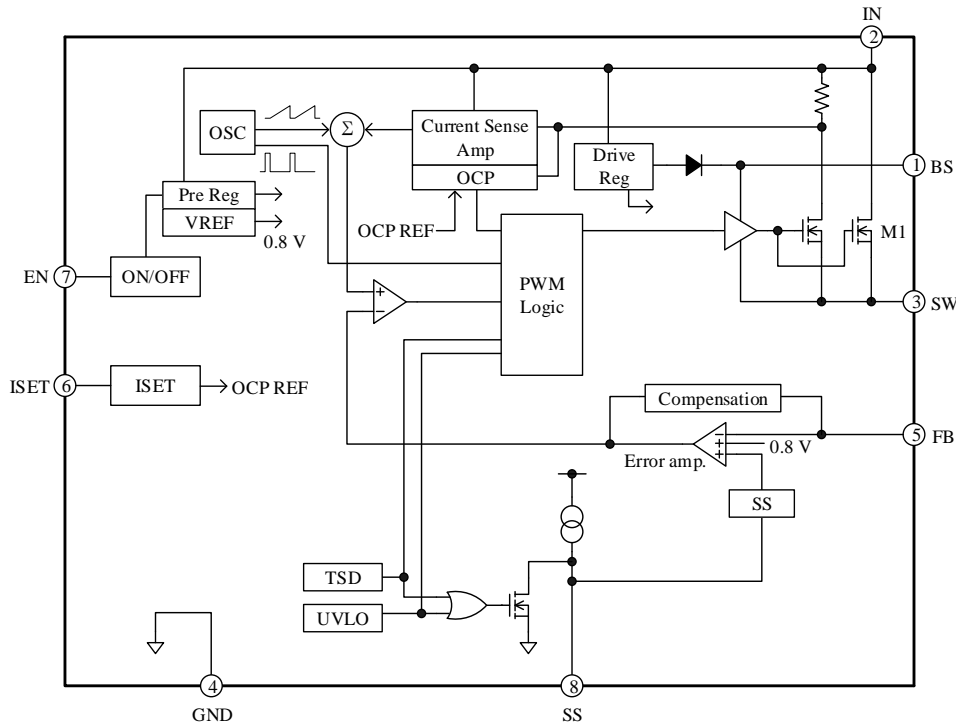 IN
2
OSC
Σ
Current Sense
Amp
OCP
Drive
Reg
1 BS
Pre Reg
VREF
0.8 V
OCP REF
M1
EN 7
ON/OFF
+
−
PWM
Logic
3 SW
ISET 6
ISET
OCP REF
Compensation
5 FB
−
+
+
0.8 V
Error amp.
SS
TSD
UVLO
4
GND
8
SS